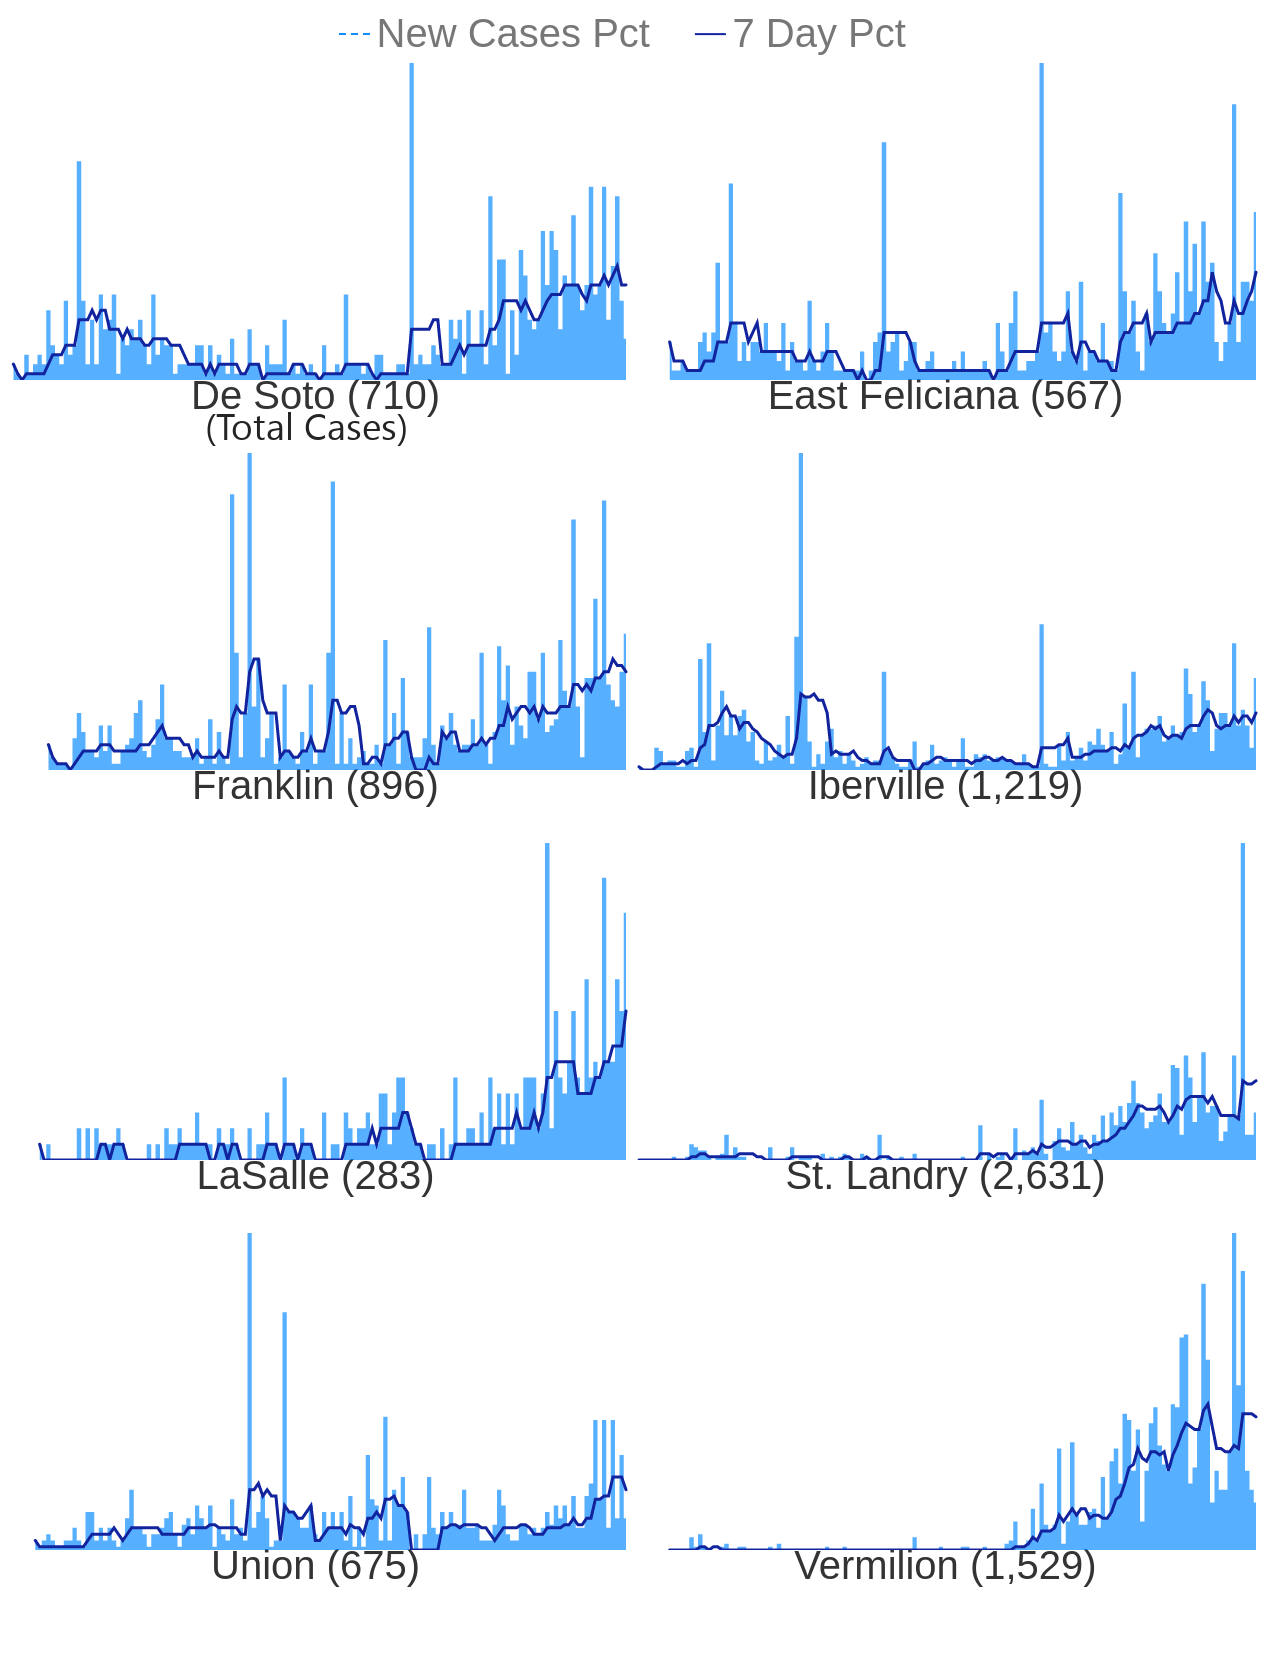 New Cases Pct 7 Day Pct
De Soto (710) East Feliciana (567)
(Total Cases)
Franklin (896) Iberville (1,219)
LaSalle (283) St. Landry (2,631)
Union (675) Vermilion (1,529)